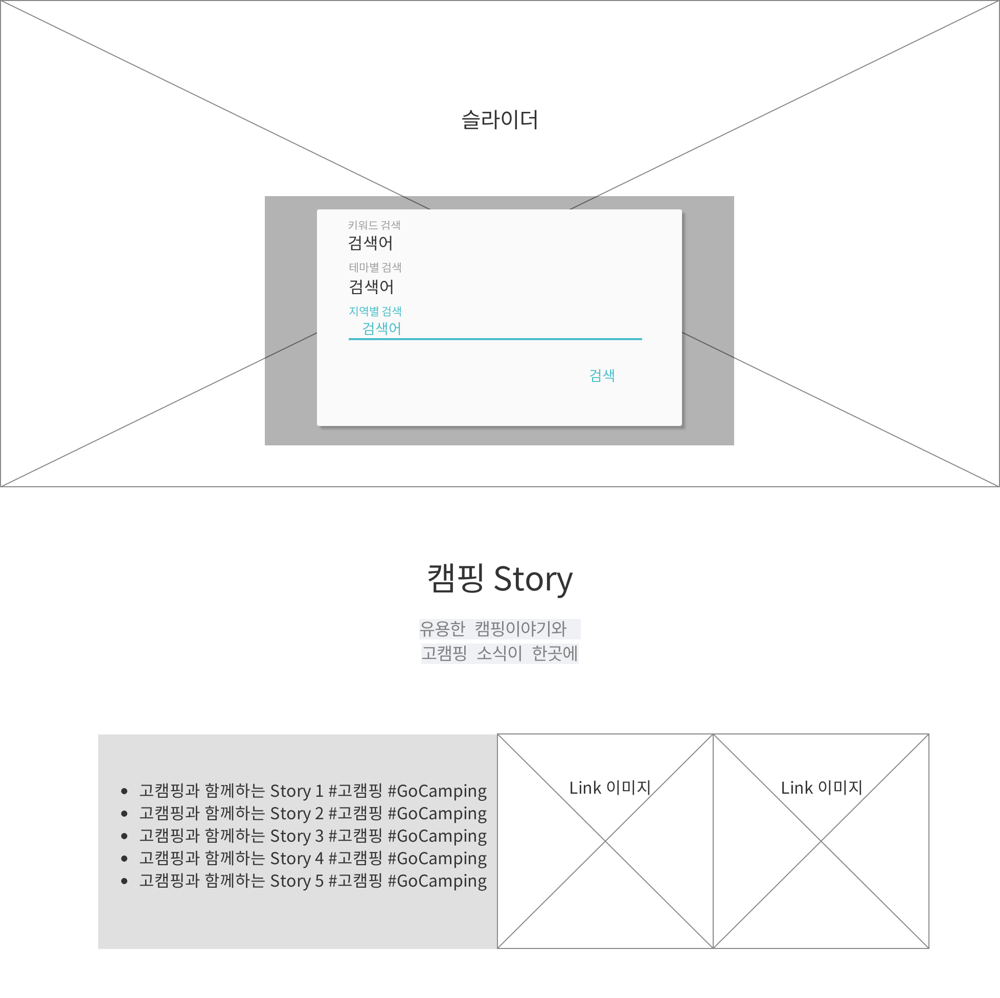 슬라이더
키워드 검색
검색어
테마별 검색
검색어
지역별 검색
검색어
검색
캠핑 Story
유용한 캠핑이야기와
고캠핑 소식이 한곳에
고캠핑과 함께하는 Story 1 #고캠핑 #GoCamping
고캠핑과 함께하는 Story 2 #고캠핑 #GoCamping
고캠핑과 함께하는 Story 3 #고캠핑 #GoCamping
고캠핑과 함께하는 Story 4 #고캠핑 #GoCamping
고캠핑과 함께하는 Story 5 #고캠핑 #GoCamping
Link 이미지
Link 이미지